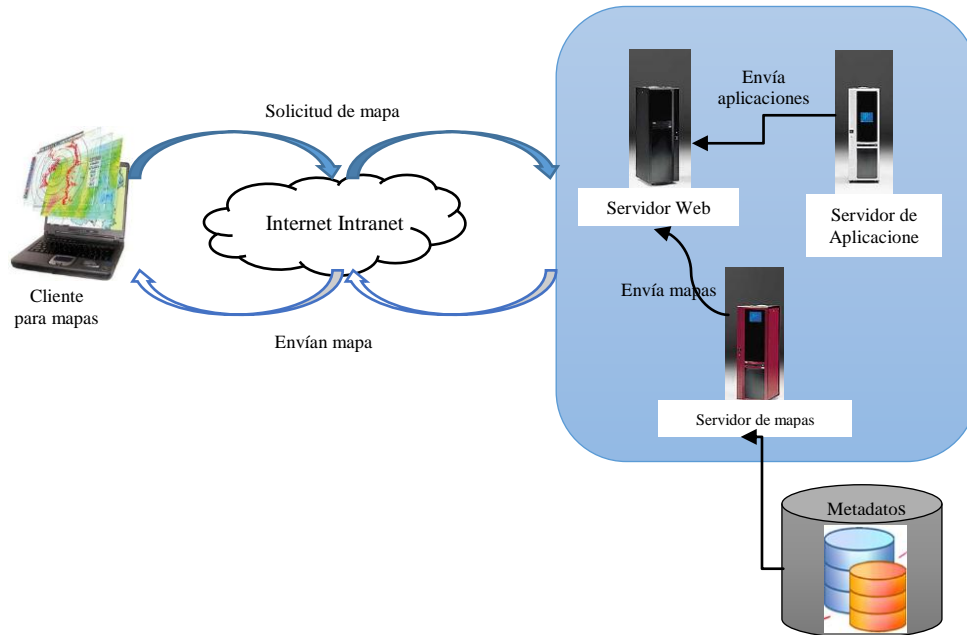 Solicitud de mapa
Internet Intranet
Cliente
para mapas
Envían mapa
Envía
aplicaciones
Servidor Web
Servidor de
Aplicacione
Envía mapas
Servidor de mapas
Metadatos